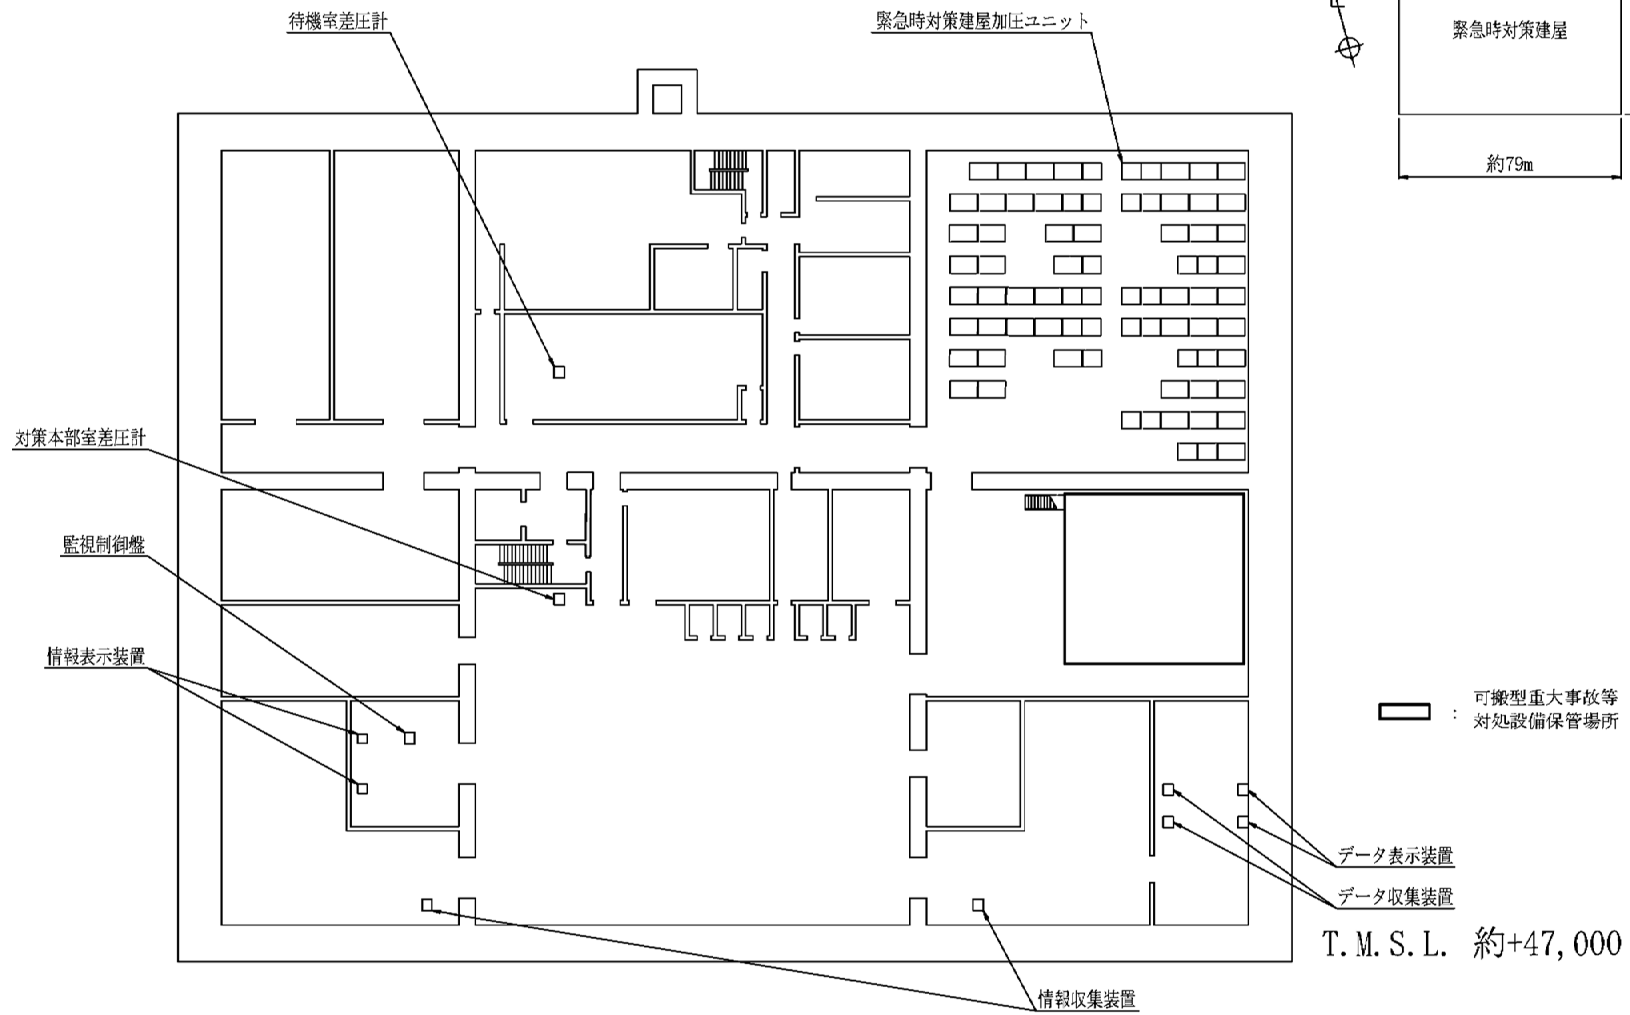 待機室差圧計
緊急時対策建屋加圧ユニット
緊急時対策建屋
約79m
対策本部室差圧計
監視制御盤
情報表示装置
可搬型重大事故等
: 対処設備保管場所
データ表示装置
データ収集装置
T.M.S.L. 約+47,000
情報収集装置